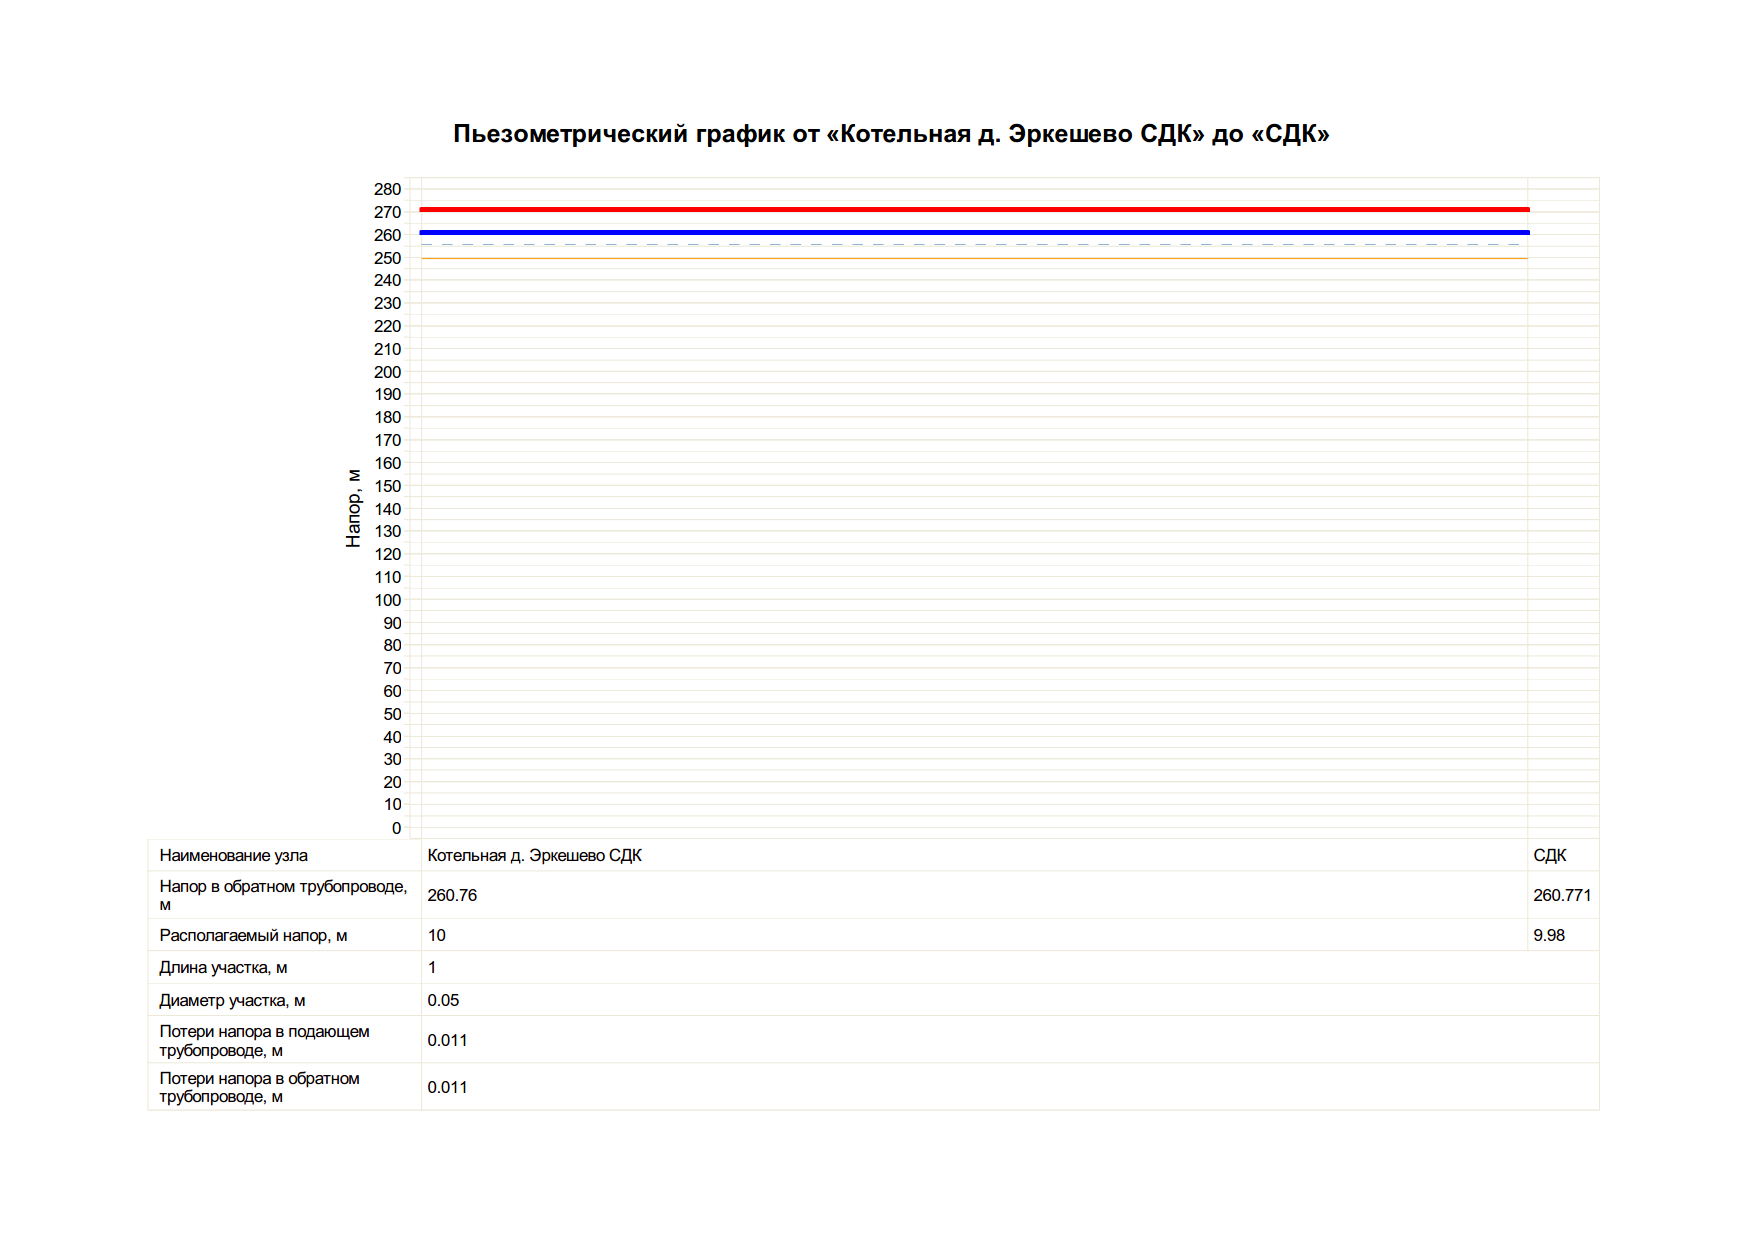 Пьезометрический график от «Котельная д. Эркешево СДК» до «СДК»
280
270
260
250
240
230
220
210
200
190
180
170
160
150
140
130
120
110
100
90
80
70
60
50
40
30
20
10
0
Напор, м
Наименование узла Котельная д. Эркешево СДК СДК
Напор в обратном трубопроводе,
м 260.76 260.771
Располагаемый напор, м 10 9.98
Длина участка, м 1
Диаметр участка, м 0.05
Потери напора в подающем
трубопроводе, м 0.011
Потери напора в обратном
трубопроводе, м 0.011